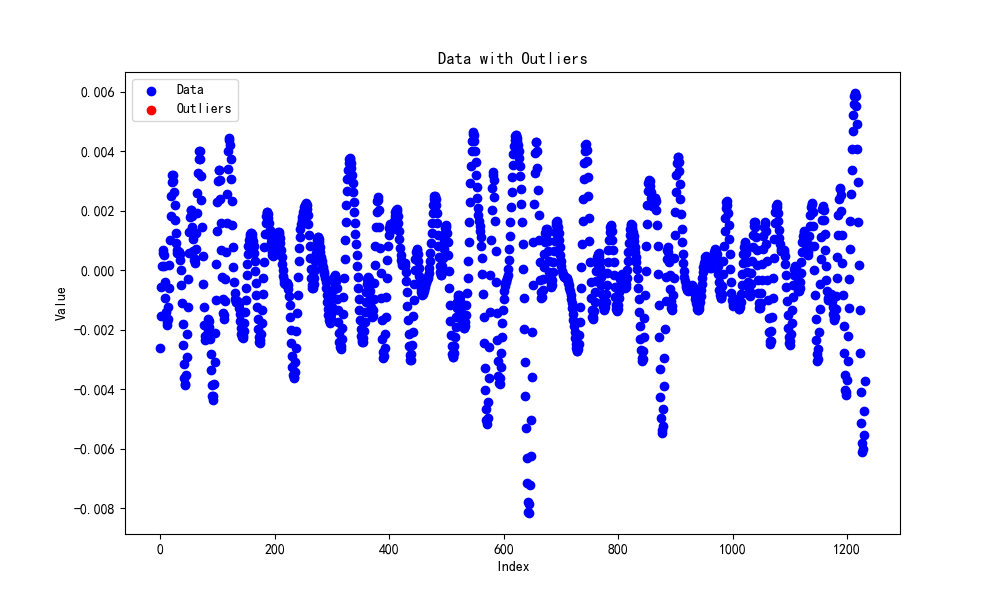 Data with Outliers
Data
Outliers
0.006
0.004
0.002
0.000
-0.002
-0.004
-0.006
-0.008
Value
0 200 400 600 800 1000 1200
Index